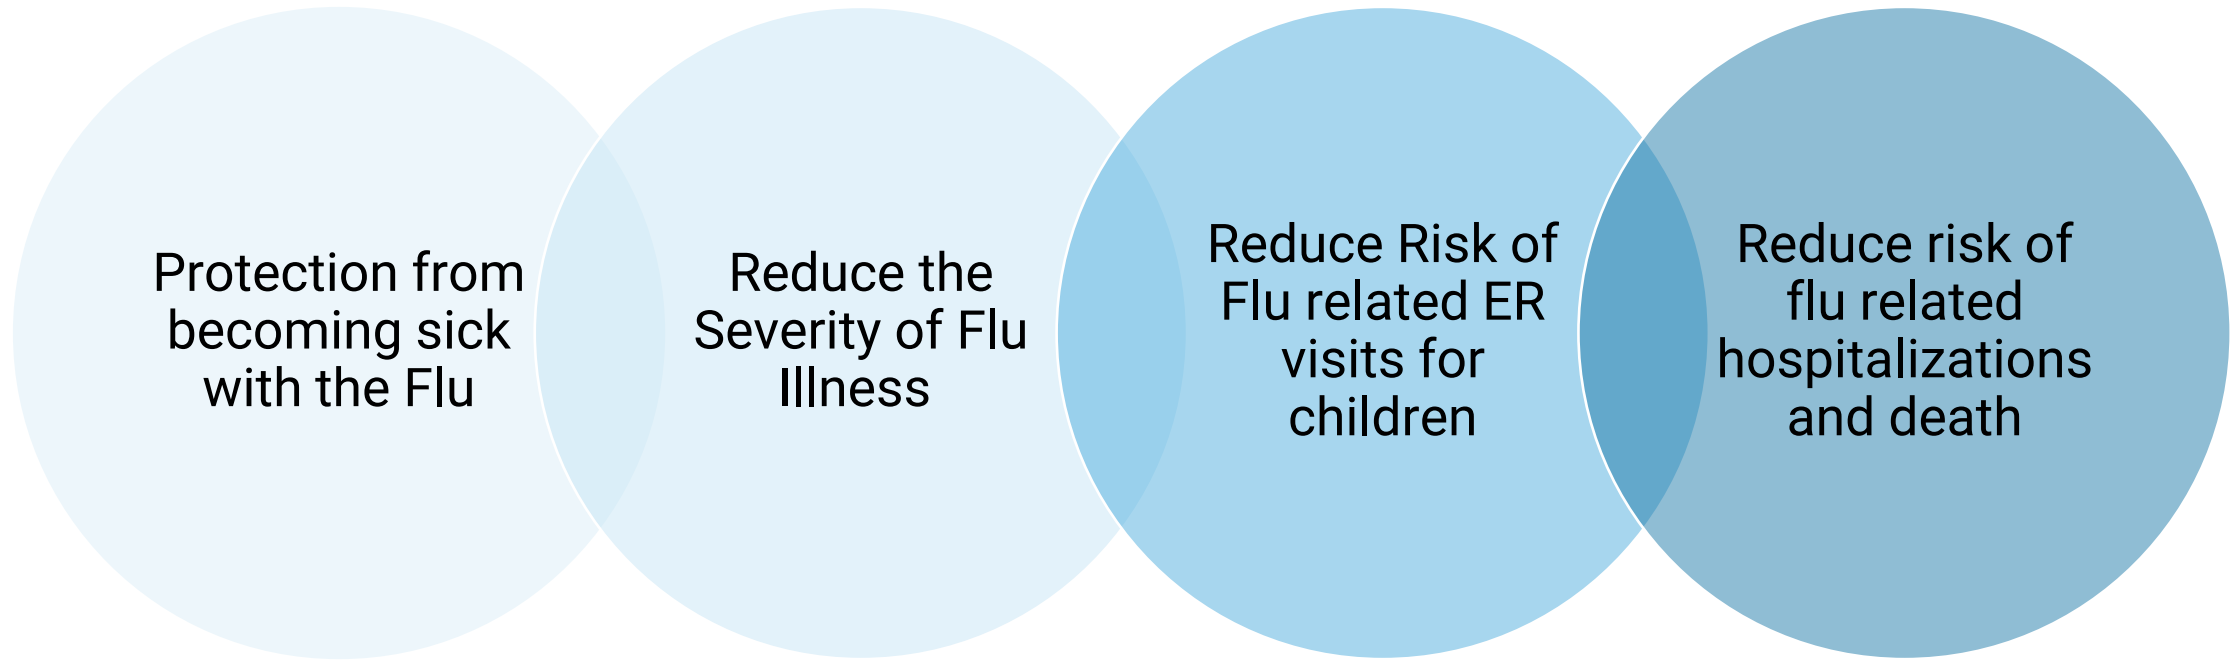 Protection from
becoming sick
with the Flu
Reduce the
Severity of Flu
Illness
Reduce Risk of
Flu related ER
visits for
children
Reduce risk of
flu related
hospitalizations
and death